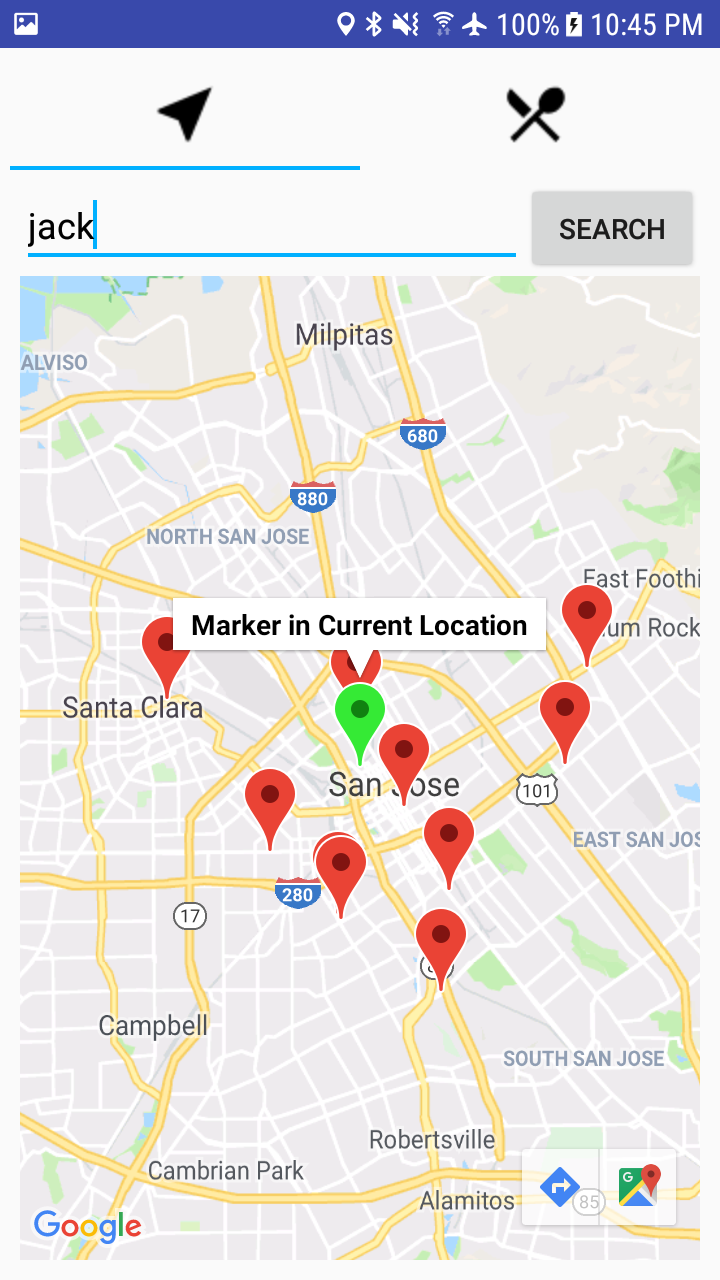 100% 10:45 PM
jack
SEARCH
Milpitas
ALVISO
680
880
NORTH SAN JOSE
East Foothi
Marker in Current Location
um Rock
Santa Clara
San Jose
101
EAST SAN JOS
280
17
Campbell
SOUTH SAN JOSE
Robertsville
Cambrian Park
Alamitos
85
G
Google